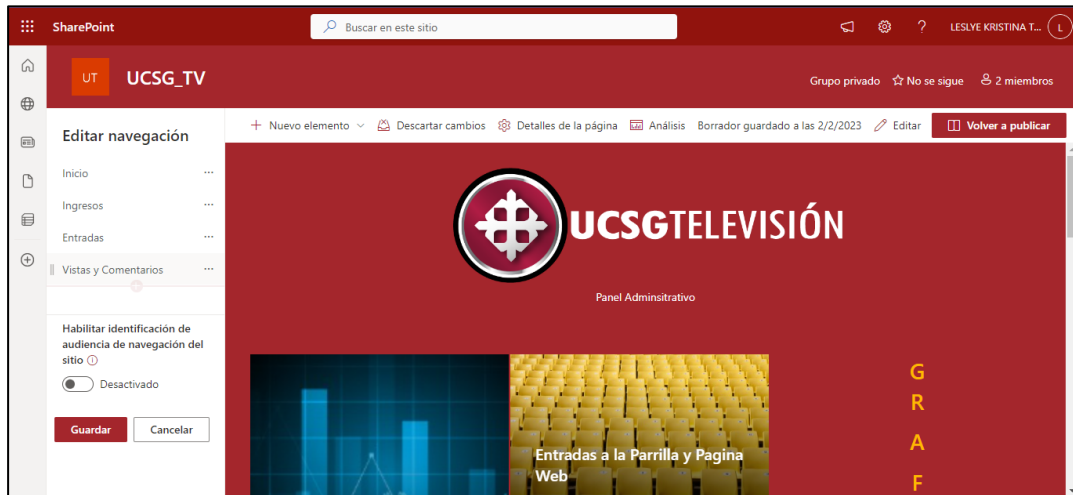 SharePoint
Buscar en este sitio
?
LESLYE KRISTINA T...
L
UT
UCSG_TV
Grupo privado
No se sigue
2 miembros
Editar navegación
Inicio
Ingresos
Entradas
Vistas y Comentarios
Habilitar identificación de
audiencia de navegación del
sitio
Desactivado
Guardar
Cancelar
Nuevo elemento
Descartar cambios
Detalles de la página
Análisis
Borrador guardado a las 2/2/2023
Editar
Volver a publicar
UCSGTELEVISIÓN
Panel Adminsitrativo
Entradas a la Parrilla y Pagina
Web
G
R
A
F